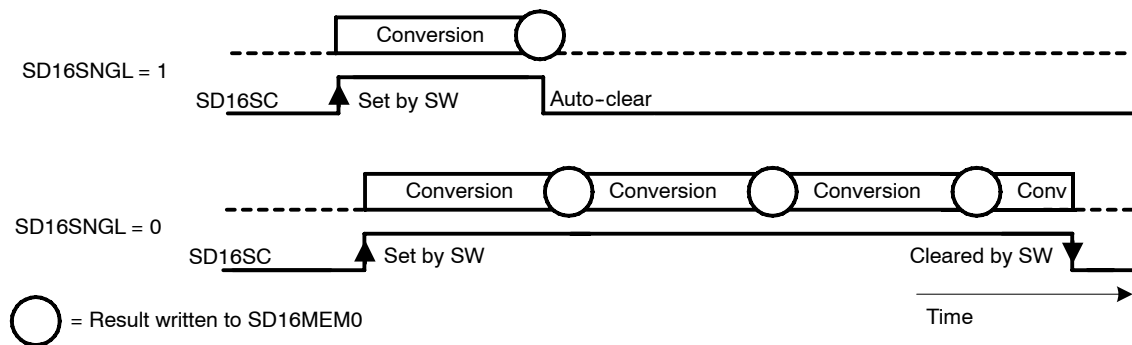 Conversion
SD16SNGL = 1
SD16SC
Set by SW
Auto-clear
Conversion
Conversion
Conversion
Conv
SD16SNGL = 0
SD16SC
Set by SW
Cleared by SW
= Result written to SD16MEM0
Time